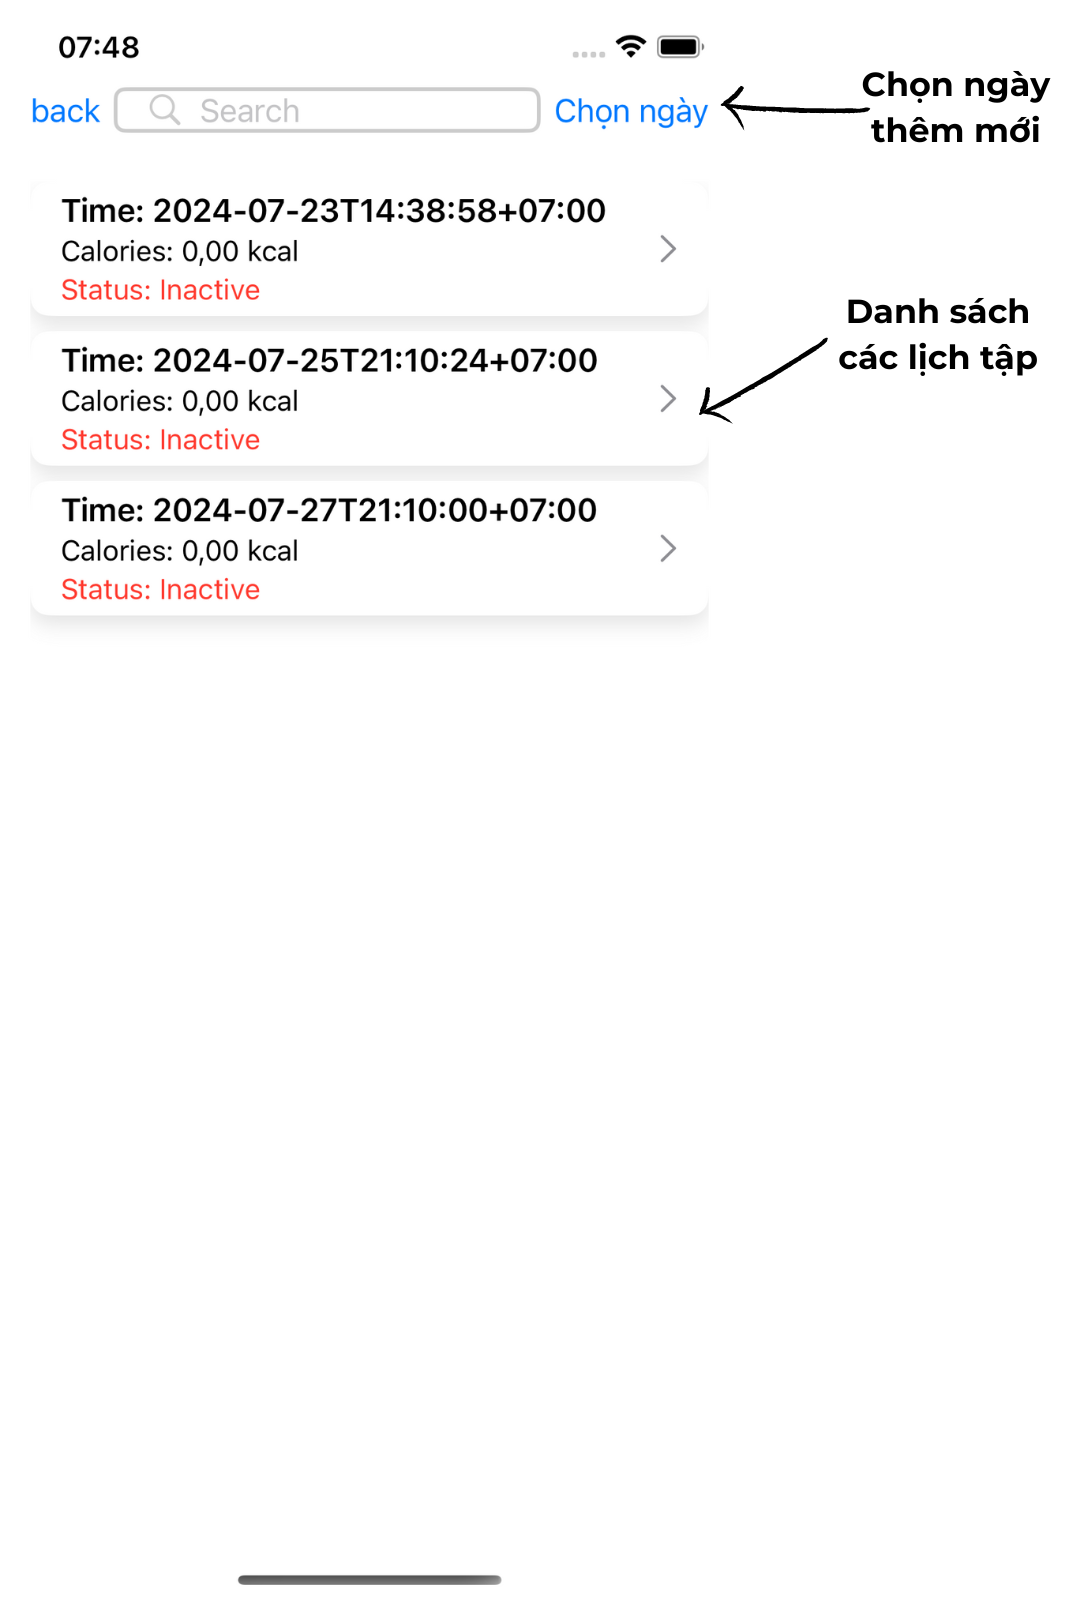 07:48
back
Search
Chọn ngày
Chọn ngày
thêm mới
Time: 2024-07-23T14:38:58+07:00
Calories: 0,00 kcal
Status: Inactive
Time: 2024-07-25T21:10:24+07:00
Calories: 0,00 kcal
Status: Inactive
Danh sách
các lịch tập
Time: 2024-07-27T21:10:00+07:00
Calories: 0,00 kcal
Status: Inactive